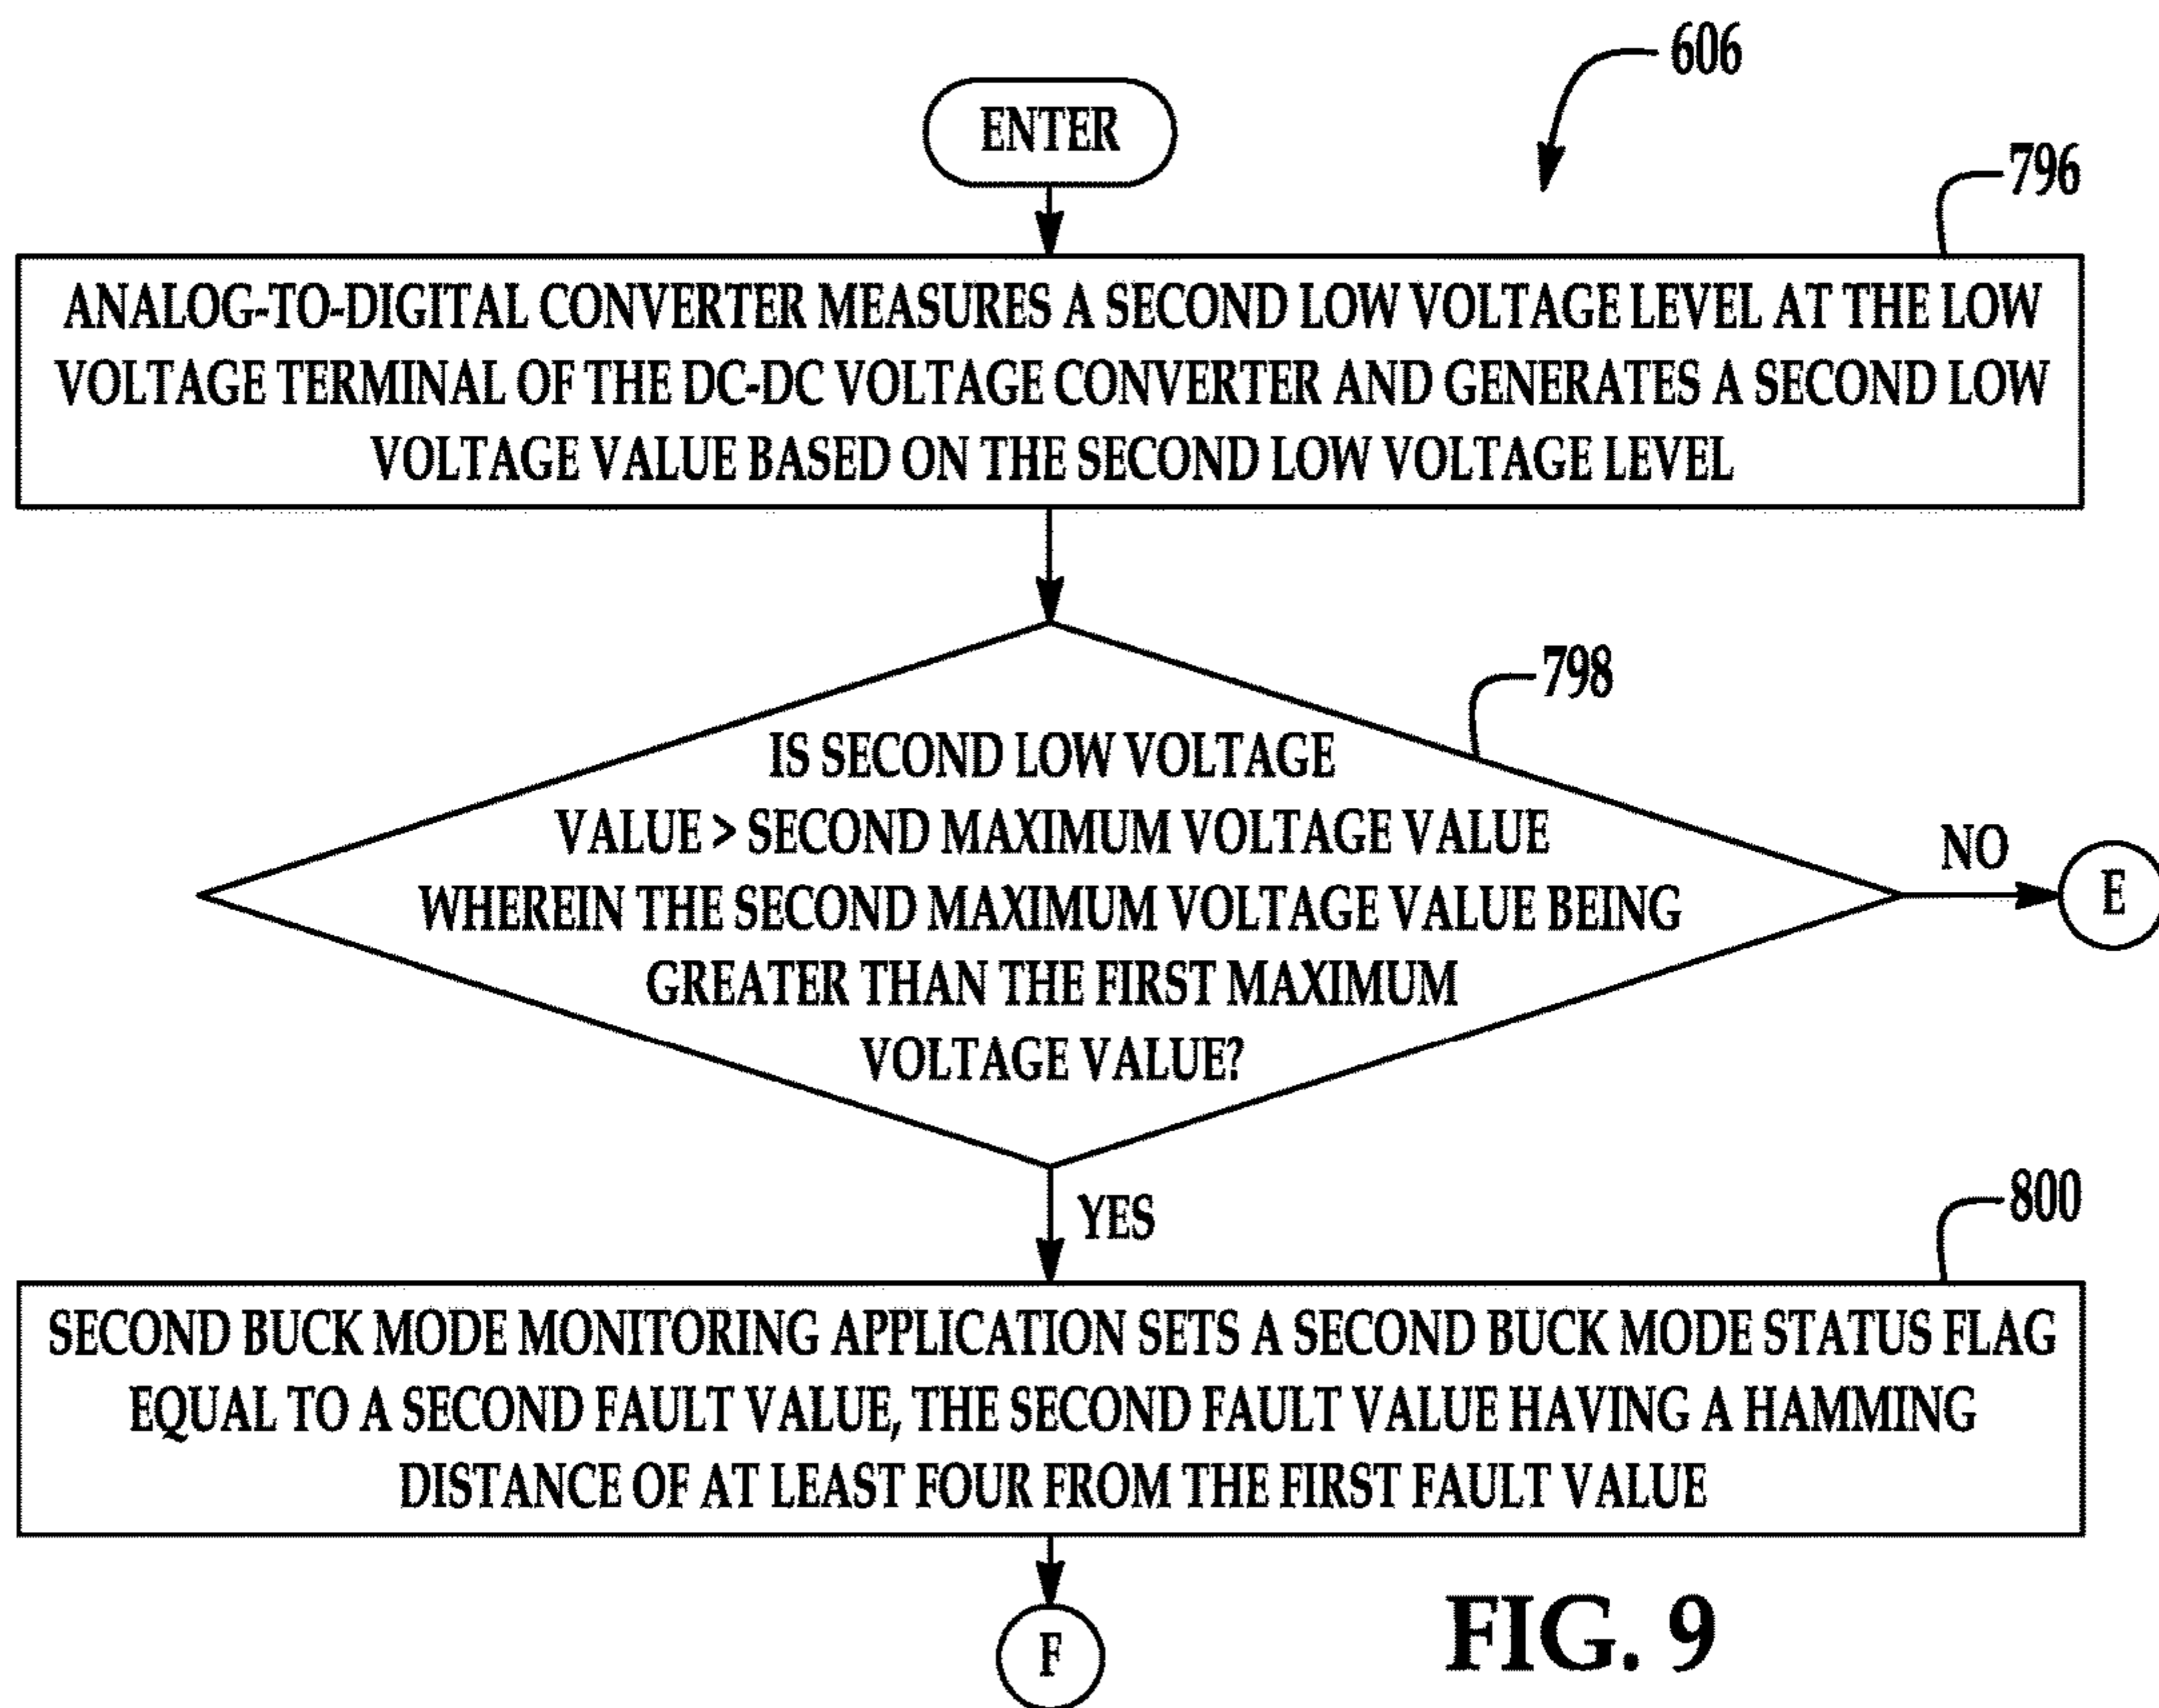 606
ENTER
796
ANALOG-TO-DIGITAL CONVERTER MEASURES A SECOND LOW VOLTAGE LEVEL AT THE LOW
VOLTAGE TERMINAL OF THE DC-DC VOLTAGE CONVERTER AND GENERATES A SECOND LOW
VOLTAGE VALUE BASED ON THE SECOND LOW VOLTAGE LEVEL
798
IS SECOND LOW VOLTAGE
VALUE > SECOND MAXIMUM VOLTAGE VALUE
WHEREIN THE SECOND MAXIMUM VOLTAGE VALUE BEING
GREATER THAN THE FIRST MAXIMUM
VOLTAGE VALUE?
NO
E
YES
800
SECOND BUCK MODE MONITORING APPLICATION SETS A SECOND BUCK MODE STATUS FLAG
EQUAL TO A SECOND FAULT VALUE, THE SECOND FAULT VALUE HAVING A HAMMING
DISTANCE OF AT LEAST FOUR FROM THE FIRST FAULT VALUE
F
FIG. 9